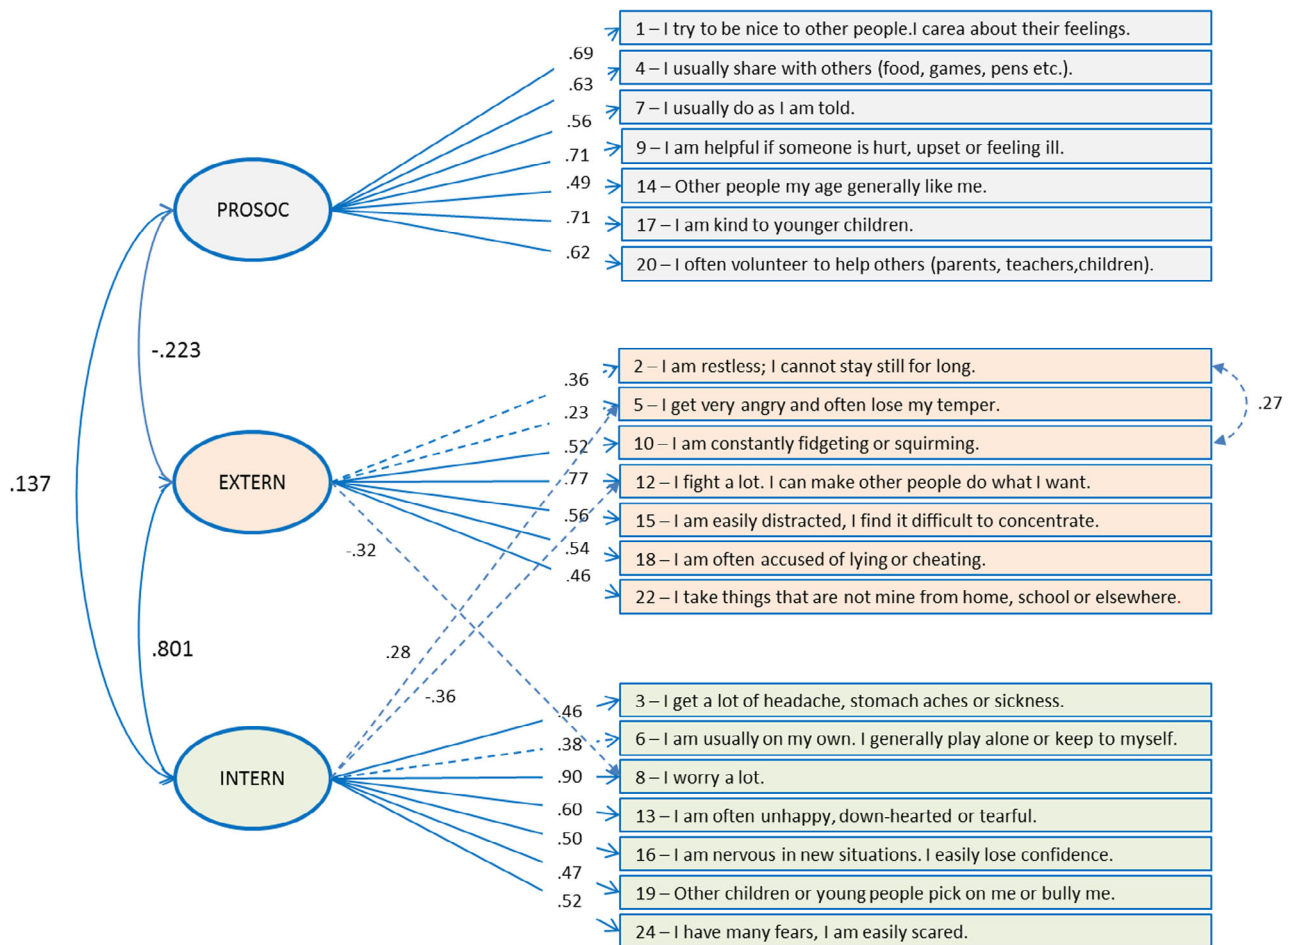 1 – I try to be nice to other people.I carea about their feelings.
.69
4 – I usually share with others (food, games, pens etc.).
.63
7 – I usually do as I am told.
.56
9 – I am helpful if someone is hurt, upset or feeling ill.
.71
14 – Other people my age generally like me.
.49
17 – I am kind to younger children.
.71
20 – I often volunteer to help others (parents, teachers,children).
.62
PROSOC
-.223
2 – I am restless; I cannot stay still for long.
.36
5 – I get very angry and often lose my temper.
.23
.27
10 – I am constantly fidgeting or squirming.
.52
12 – I fight a lot. I can make other people do what I want.
.77
15 – I am easily distracted, I find it difficult to concentrate.
.56
18 – I am often accused of lying or cheating.
.54
22 – I take things that are not mine from home, school or elsewhere.
.46
EXTERN
.137
-.32
.801
.28
-.36
3 – I get a lot of headache, stomach aches or sickness.
.46
6 – I am usually on my own. I generally play alone or keep to myself.
.38
8 – I worry a lot.
.90
13 – I am often unhappy, down-hearted or tearful.
.60
16 – I am nervous in new situations. I easily lose confidence.
.50
19 – Other children or young people pick on me or bully me.
.47
24 – I have many fears, I am easily scared.
.52
INTERN